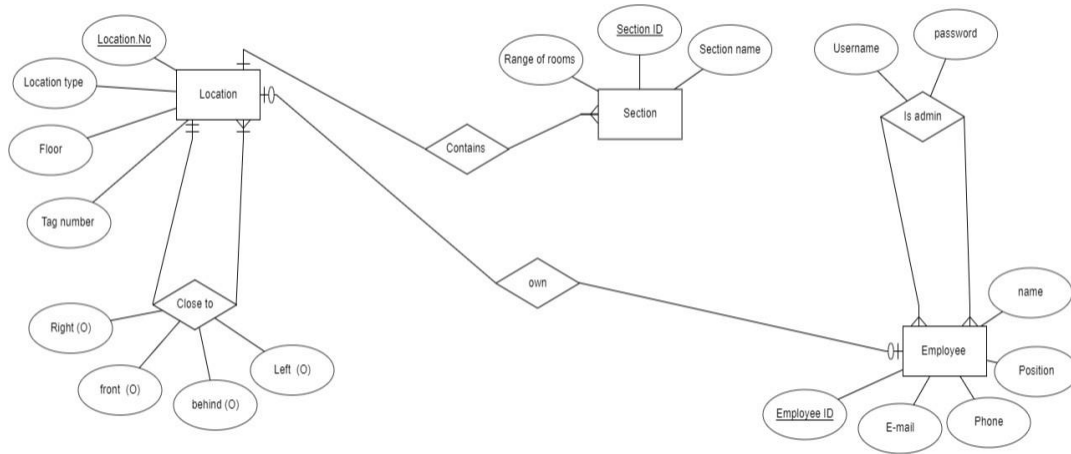 Location.No
Location type
Location
Floor
Tag number
Close to
Right (O)
front (O)
behind (O)
Left (O)
Contains
Range of rooms
Section ID
Section name
Section
own
Username
password
Is admin
name
Employee
Position
Employee ID
E-mail
Phone